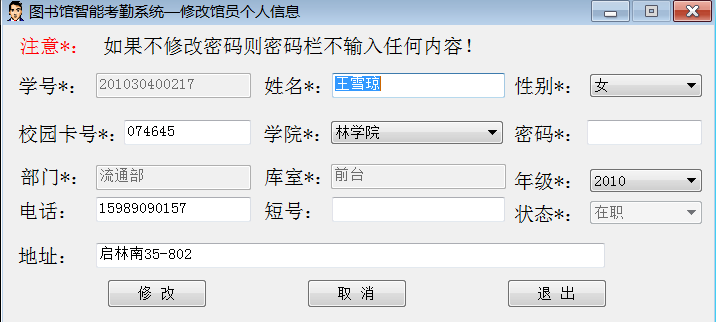 图书馆智能考勤系统—修改馆员个人信息
注意*: 如果不修改密码则密码栏不输入任何内容!
学号*: 201030400217 姓名*: 王雪琼 性别*: 女
校园卡号*: 074645 学院*: 林学院 密码*:
部门*: 流通部 库室*: 前台 年级*: 2010
电话: 15989090157 短号: 状态*: 在职
地址: 启林南35-802
修 改 取 消 退 出